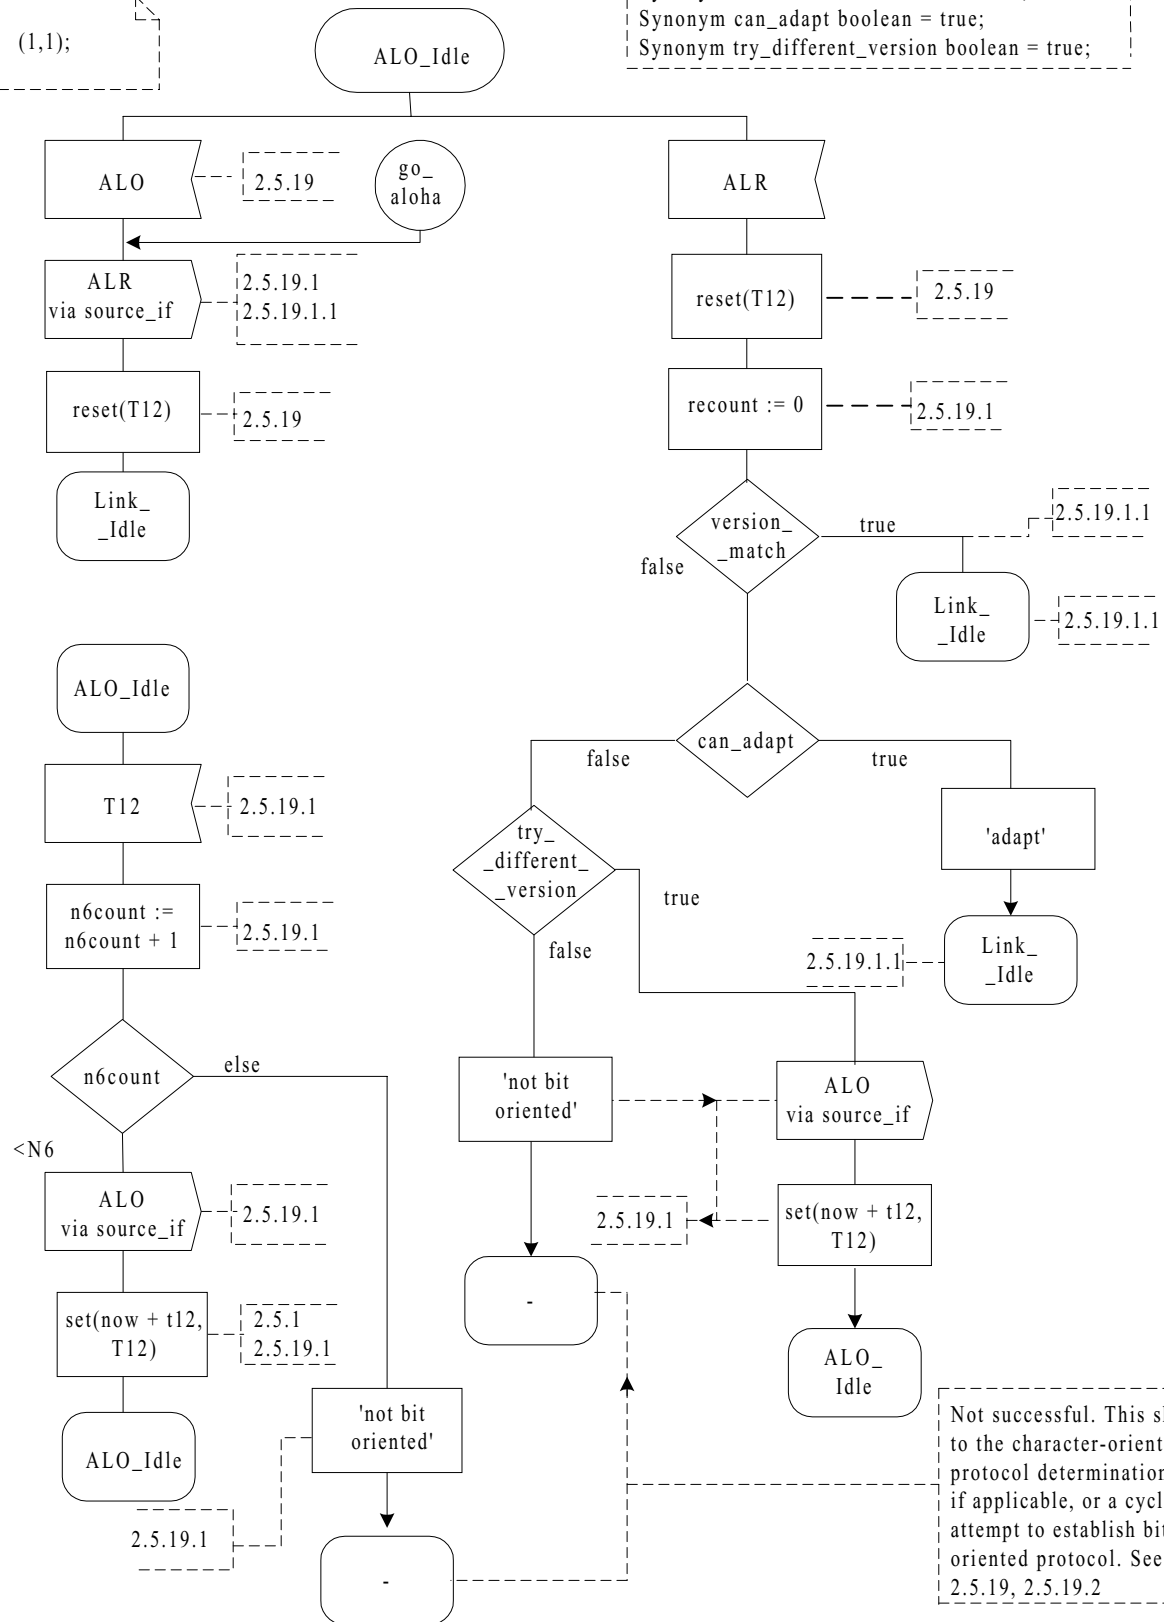 (1,1);
Synonym can_adapt boolean = true;
Synonym try_different_version boolean = true;
ALO_Idle
ALO
2.5.19
go_
aloha
ALR
ALR
via source_if
2.5.19.1
2.5.19.1.1
reset(T12)
2.5.19
reset(T12)
2.5.19
recount := 0
2.5.19.1
Link_
_Idle
version_
_match
true
false
2.5.19.1.1
Link_
_Idle
2.5.19.1.1
ALO_Idle
can_adapt
false
true
T12
2.5.19.1
'adapt'
try_
_different_
_version
true
false
n6count :=
n6count + 1
2.5.19.1
2.5.19.1.1
Link_
_Idle
n6count
else
<N6
'not bit
oriented'
ALO
via source_if
ALO
via source_if
2.5.19.1
2.5.19.1
set(now + t12,
T12)
-
set(now + t12,
T12)
2.5.1
2.5.19.1
ALO_
Idle
'not bit
oriented'
ALO_Idle
2.5.19.1
-
Not successful. This
to the character-orient
protocol determination
if applicable, or a cycl
attempt to establish bit
oriented protocol. See
2.5.19, 2.5.19.2